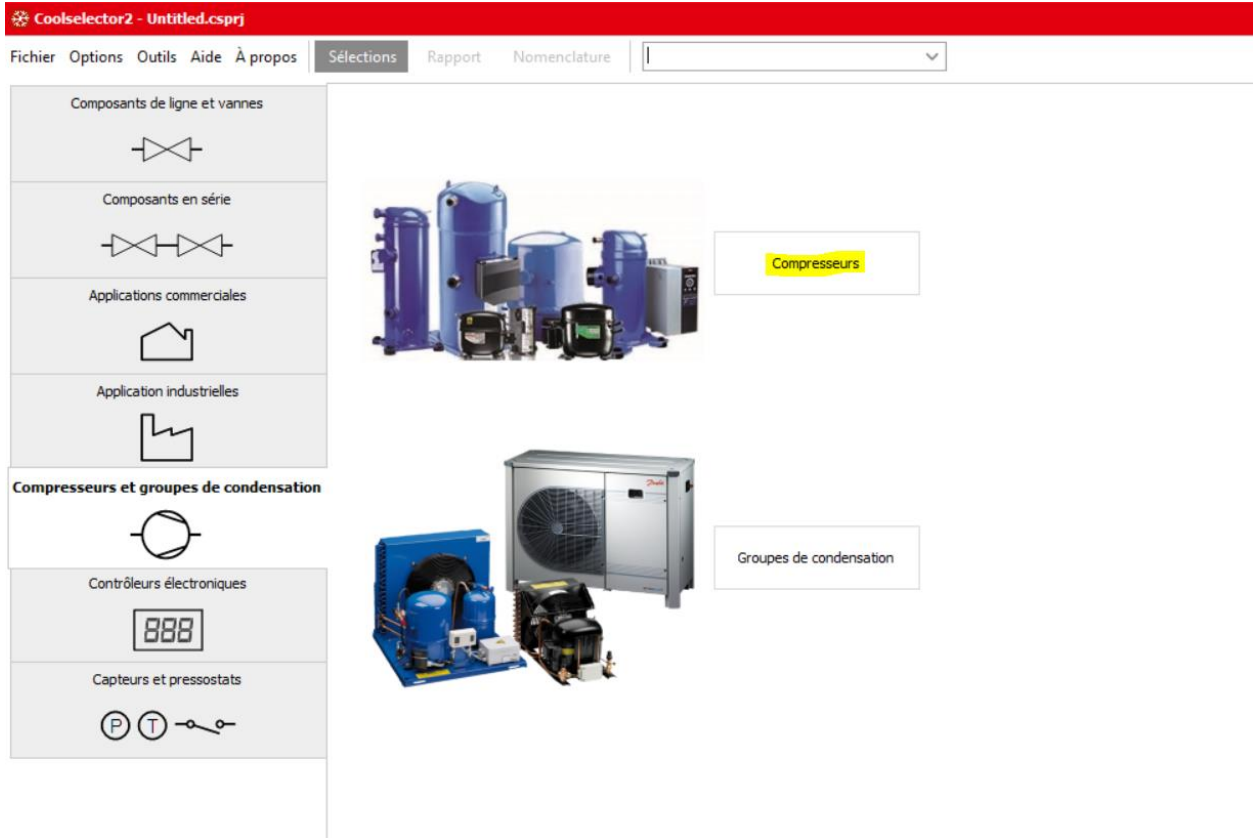 Coolselector2 - Untitled.csprj
Fichier Options Outils Aide À propos Sélections Rapport Nomenclature
Composants de ligne et vannes
Composants en série
Applications commerciales
Application industrielles
Compresseurs et groupes de condensation
Contrôleurs électroniques
888
Capteurs et pressostats
P T
Compresseurs
Danfoss
Groupes de condensation